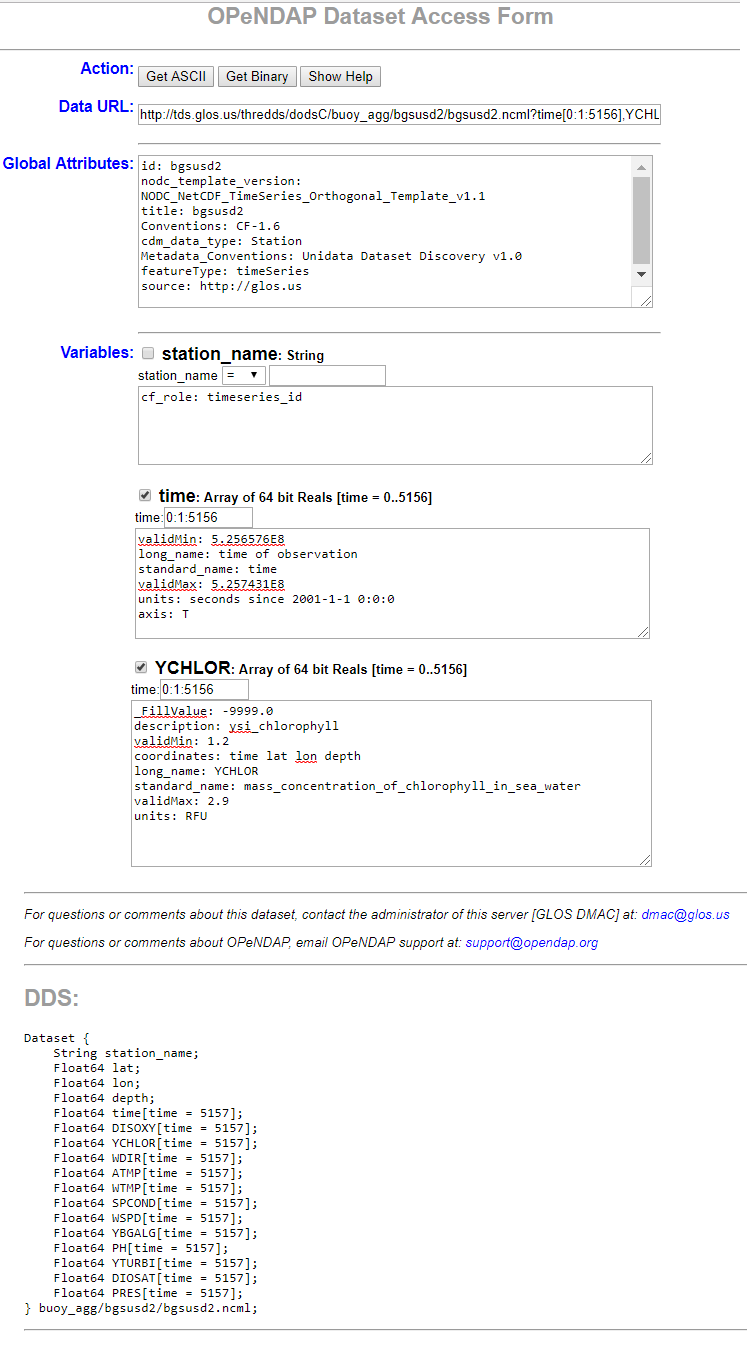 OPeNDAP Dataset Access Form
Action: Get ASCII Get Binary Show Help
Data URL: http://tds.glos.us/thredds/dodsC/buoy_agg/bgsusd2/bgsusd2.ncml?time[0:1:5156],YCHL
Global Attributes: id: bgsusd2
nodc_template_version:
NODC_NetCDF_TimeSeries_Orthogonal_Template_v1.1
title: bgsusd2
Conventions: CF-1.6
cdm_data_type: Station
Metadata_Conventions: Unidata Dataset Discovery v1.0
featureType: timeSeries
source: http://glos.us
Variables: station_name: String
station_name =
cf_role: timeseries_id
time: Array of 64 bit Reals [time = 0..5156]
time: 0:1:5156
validMin: 5.256576E8
long_name: time of observation
standard_name: time
validMax: 5.257431E8
units: seconds since 2001-1-1 0:0:0
axis: T
YCHLOR: Array of 64 bit Reals [time = 0..5156]
time: 0:1:5156
_FillValue: -9999.0
description: ysi_chlorophyll
validMin: 1.2
coordinates: time lat lon depth
long_name: YCHLOR
standard_name: mass_concentration_of_chlorophyll_in_sea_water
validMax: 2.9
units: RFU
For questions or comments about this dataset, contact the administrator of this server [GLOS DMAC] at: dmac@glos.us
For questions or comments about OPeNDAP, email OPeNDAP support at: support@opendap.org
DDS:
Dataset {
    String station_name;
    Float64 lat;
    Float64 lon;
    Float64 depth;
    Float64 time[time = 5157];
    Float64 DISOXY[time = 5157];
    Float64 YCHLOR[time = 5157];
    Float64 WDIR[time = 5157];
    Float64 ATMP[time = 5157];
    Float64 WTMP[time = 5157];
    Float64 SPCOND[time = 5157];
    Float64 WSPD[time = 5157];
    Float64 YBGALG[time = 5157];
    Float64 PH[time = 5157];
    Float64 YTURBI[time = 5157];
    Float64 DIOSAT[time = 5157];
    Float64 PRES[time = 5157];
} buoy_agg/bgsusd2/bgsusd2.ncml;